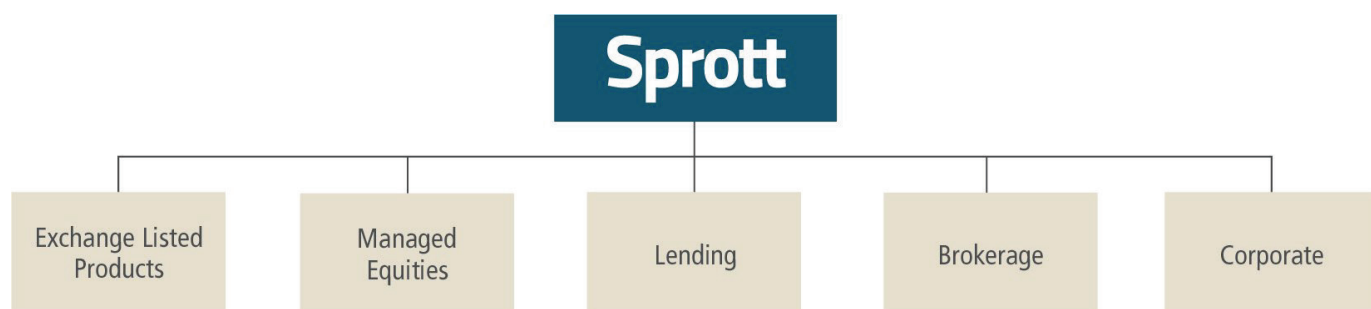 Sprott
Exchange Listed
Products
Managed
Equities
Lending
Brokerage
Corporate